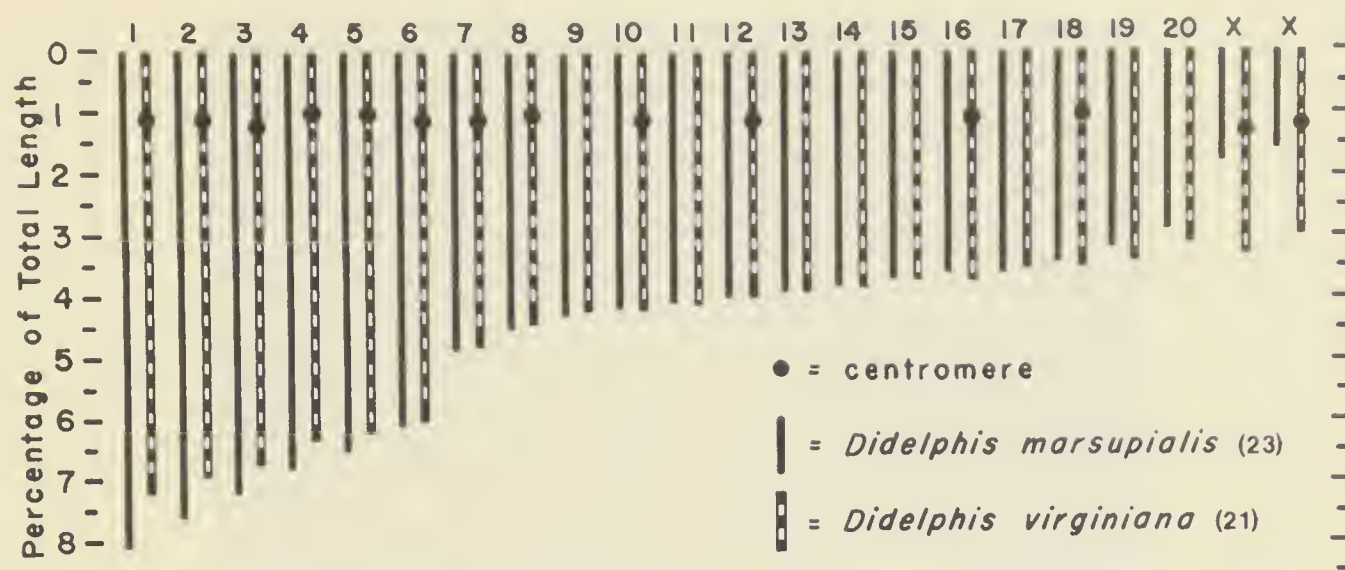 1 2 3 4 5 6 7 8 9 10 11 12 13 14 15 16 17 18 19 20 X X
Percentage of Total Length
0
1
2
3
4
5
6
7
8
● = centromere
= Didelphis marsupialis (23)
= Didelphis virginiana (21)